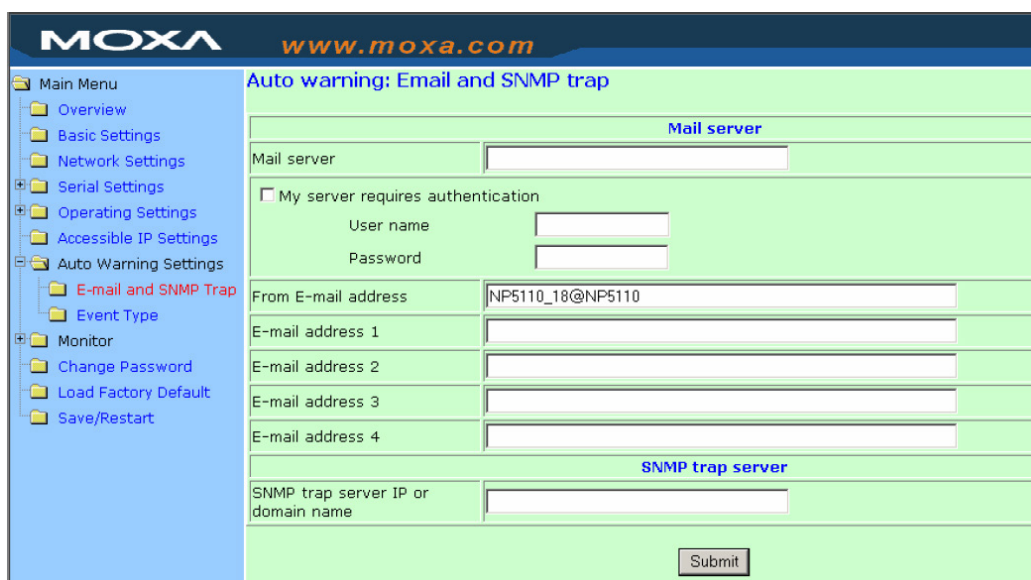 MOXA www.moxa.com
Main Menu
Overview
Basic Settings
Network Settings
Serial Settings
Operating Settings
Accessible IP Settings
Auto Warning Settings
E-mail and SNMP Trap
Event Type
Monitor
Change Password
Load Factory Default
Save/Restart
Auto warning: Email and SNMP trap
Mail server
Mail server
My server requires authentication
User name
Password
From E-mail address NP5110_18@NP5110
E-mail address 1
E-mail address 2
E-mail address 3
E-mail address 4
SNMP trap server
SNMP trap server IP or
domain name
Submit